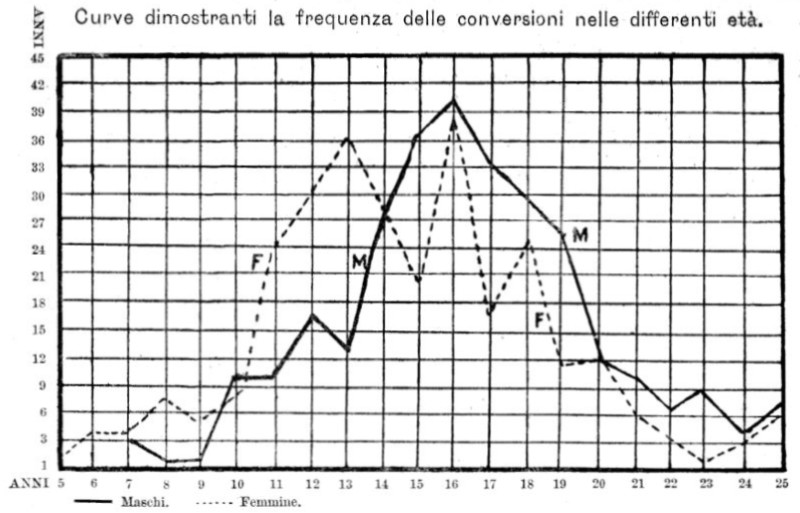 Curve dimostranti la frequenza delle conversioni nelle differenti età.
ANNI
45
42
39
36
33
30
27
24
21
18
15
12
9
6
3
1
F
M
M
F
ANNI 5 6 7 8 9 10 11 12 13 14 15 16 17 18 19 20 21 22 23 24 25
Maschi. Femmine.